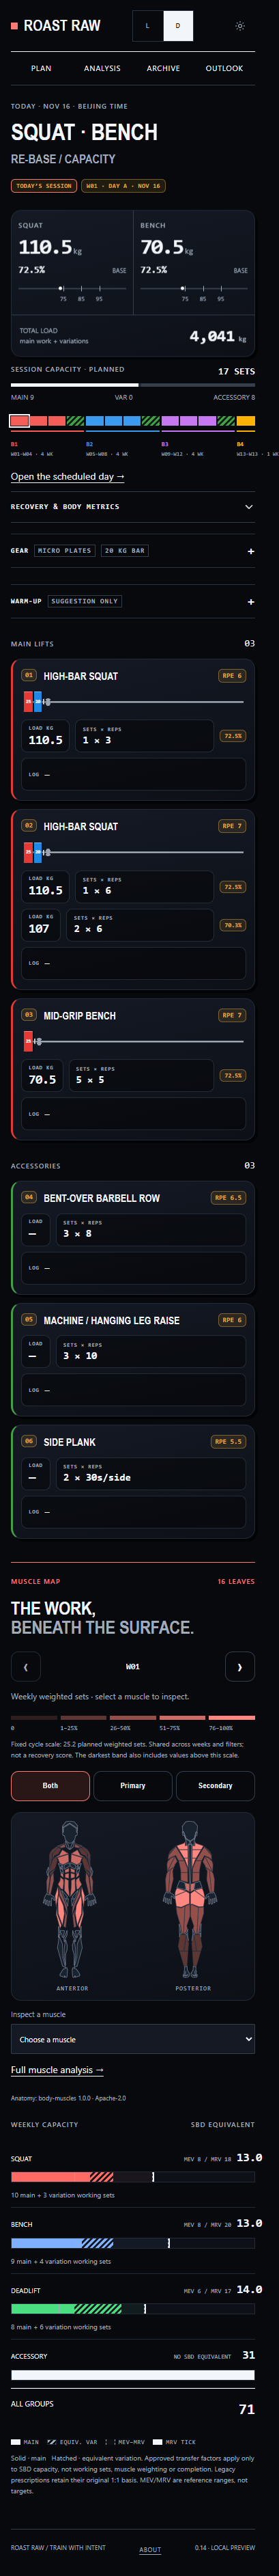 ROAST RAW
L
D
PLAN
ANALYSIS
ARCHIVE
OUTLOOK
TODAY · NOV 16 · BEIJING TIME
SQUAT · BENCH
RE-BASE / CAPACITY
TODAY'S SESSION
W01 · DAY A · NOV 16
SQUAT
110.5kg
72.5%
BASE
75 85 95
BENCH
70.5kg
72.5%
BASE
75 85 95
TOTAL LOAD
main work + variations
4,041 kg
SESSION CAPACITY · PLANNED
17 SETS
MAIN 9
VAR 0
ACCESSORY 8
B1
W01-W04 · 4 WK
B2
W05-W08 · 4 WK
B3
W09-W12 · 4 WK
B4
W13-W13 · 1 WK
Open the scheduled day →
RECOVERY & BODY METRICS
GEAR
MICRO PLATES
20 KG BAR
+
WARM-UP
SUGGESTION ONLY
+
MAIN LIFTS
03
01
HIGH-BAR SQUAT
RPE 6
25
20
LOAD KG
110.5
SETS × REPS
1 × 3
72.5%
LOG —
02
HIGH-BAR SQUAT
RPE 7
25
20
LOAD KG
110.5
SETS × REPS
1 × 6
72.5%
LOAD KG
107
SETS × REPS
2 × 6
70.3%
LOG —
03
MID-GRIP BENCH
RPE 7
25
LOAD KG
70.5
SETS × REPS
5 × 5
72.5%
LOG —
ACCESSORIES
03
04
BENT-OVER BARBELL ROW
RPE 6.5
LOAD
—
SETS × REPS
3 × 8
LOG —
05
MACHINE / HANGING LEG RAISE
RPE 6
LOAD
—
SETS × REPS
3 × 10
LOG —
06
SIDE PLANK
RPE 5.5
LOAD
—
SETS × REPS
2 × 30s/side
LOG —
MUSCLE MAP
16 LEAVES
THE WORK,
BENEATH THE SURFACE.
‹
W01
›
Weekly weighted sets · select a muscle to inspect.
0
1-25%
26-50%
51-75%
76-100%
Fixed cycle scale: 25.2 planned weighted sets. Shared across weeks and filters;
not a recovery score. The darkest band also includes values above this scale.
Both
Primary
Secondary
ANTERIOR
POSTERIOR
Inspect a muscle
Choose a muscle
Full muscle analysis →
Anatomy: body-muscles 1.0.0 · Apache-2.0
WEEKLY CAPACITY
SBD EQUIVALENT
SQUAT
MEV 8 / MRV 18
13.0
10 main + 3 variation working sets
BENCH
MEV 8 / MRV 20
13.0
9 main + 4 variation working sets
DEADLIFT
MEV 6 / MRV 17
14.0
8 main + 6 variation working sets
ACCESSORY
NO SBD EQUIVALENT
31
ALL GROUPS
71
MAIN
EQUIV. VAR
MEV-MRV
MRV TICK
Solid · main Hatched · equivalent variation. Approved transfer factors apply only
to SBD capacity, not working sets, muscle weighting or completion. Legacy
prescriptions retain their original 1:1 basis. MEV/MRV are reference ranges, not
targets.
ROAST RAW / TRAIN WITH INTENT
ABOUT
0.14 · LOCAL PREVIEW